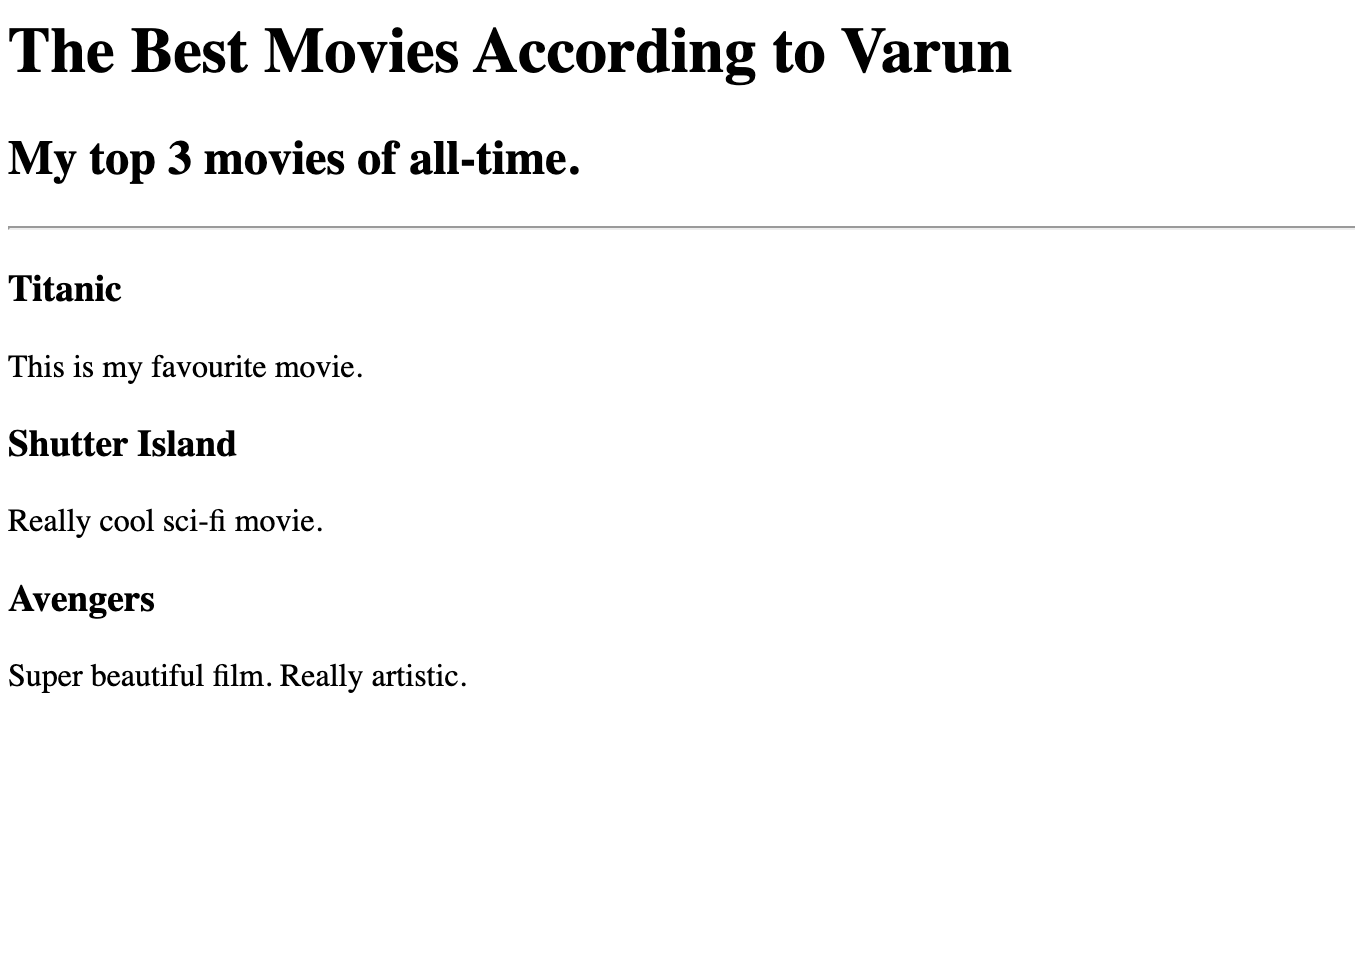 The Best Movies According to Varun
My top 3 movies of all-time.
Titanic
This is my favourite movie.
Shutter Island
Really cool sci-fi movie.
Avengers
Super beautiful film. Really artistic.